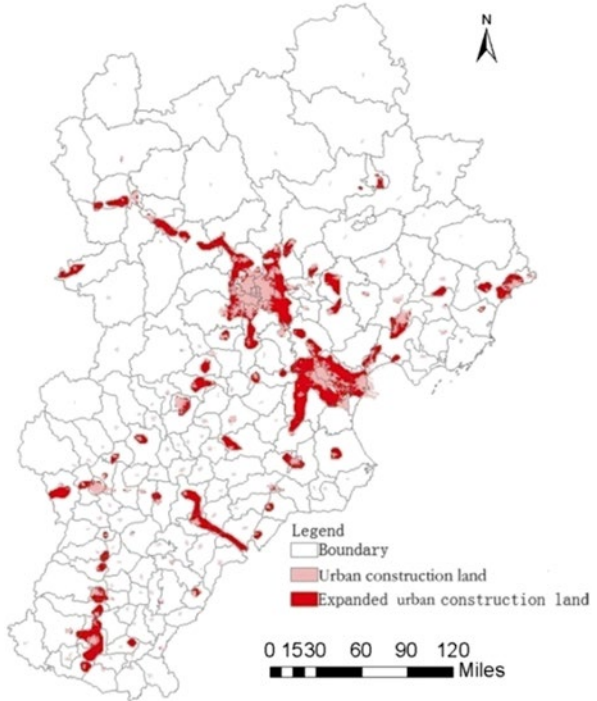 N
Legend
Boundary
Urban construction land
Expanded urban construction land
0 15 30 60 90 120
Miles